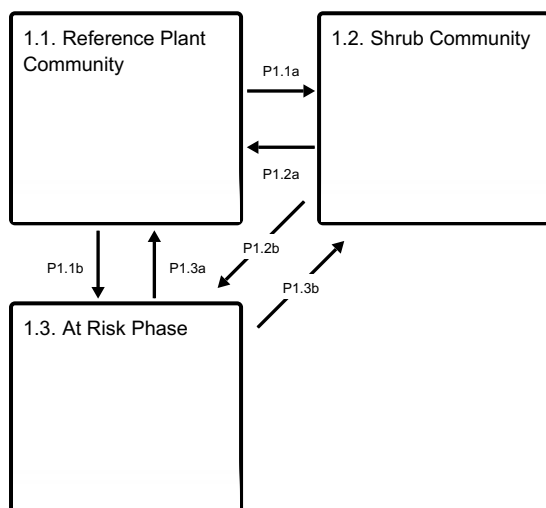 1.1. Reference Plant
Community
1.2. Shrub Community
P1.1a
P1.2a
P1.2b
P1.1b
P1.3a
P1.3b
1.3. At Risk Phase